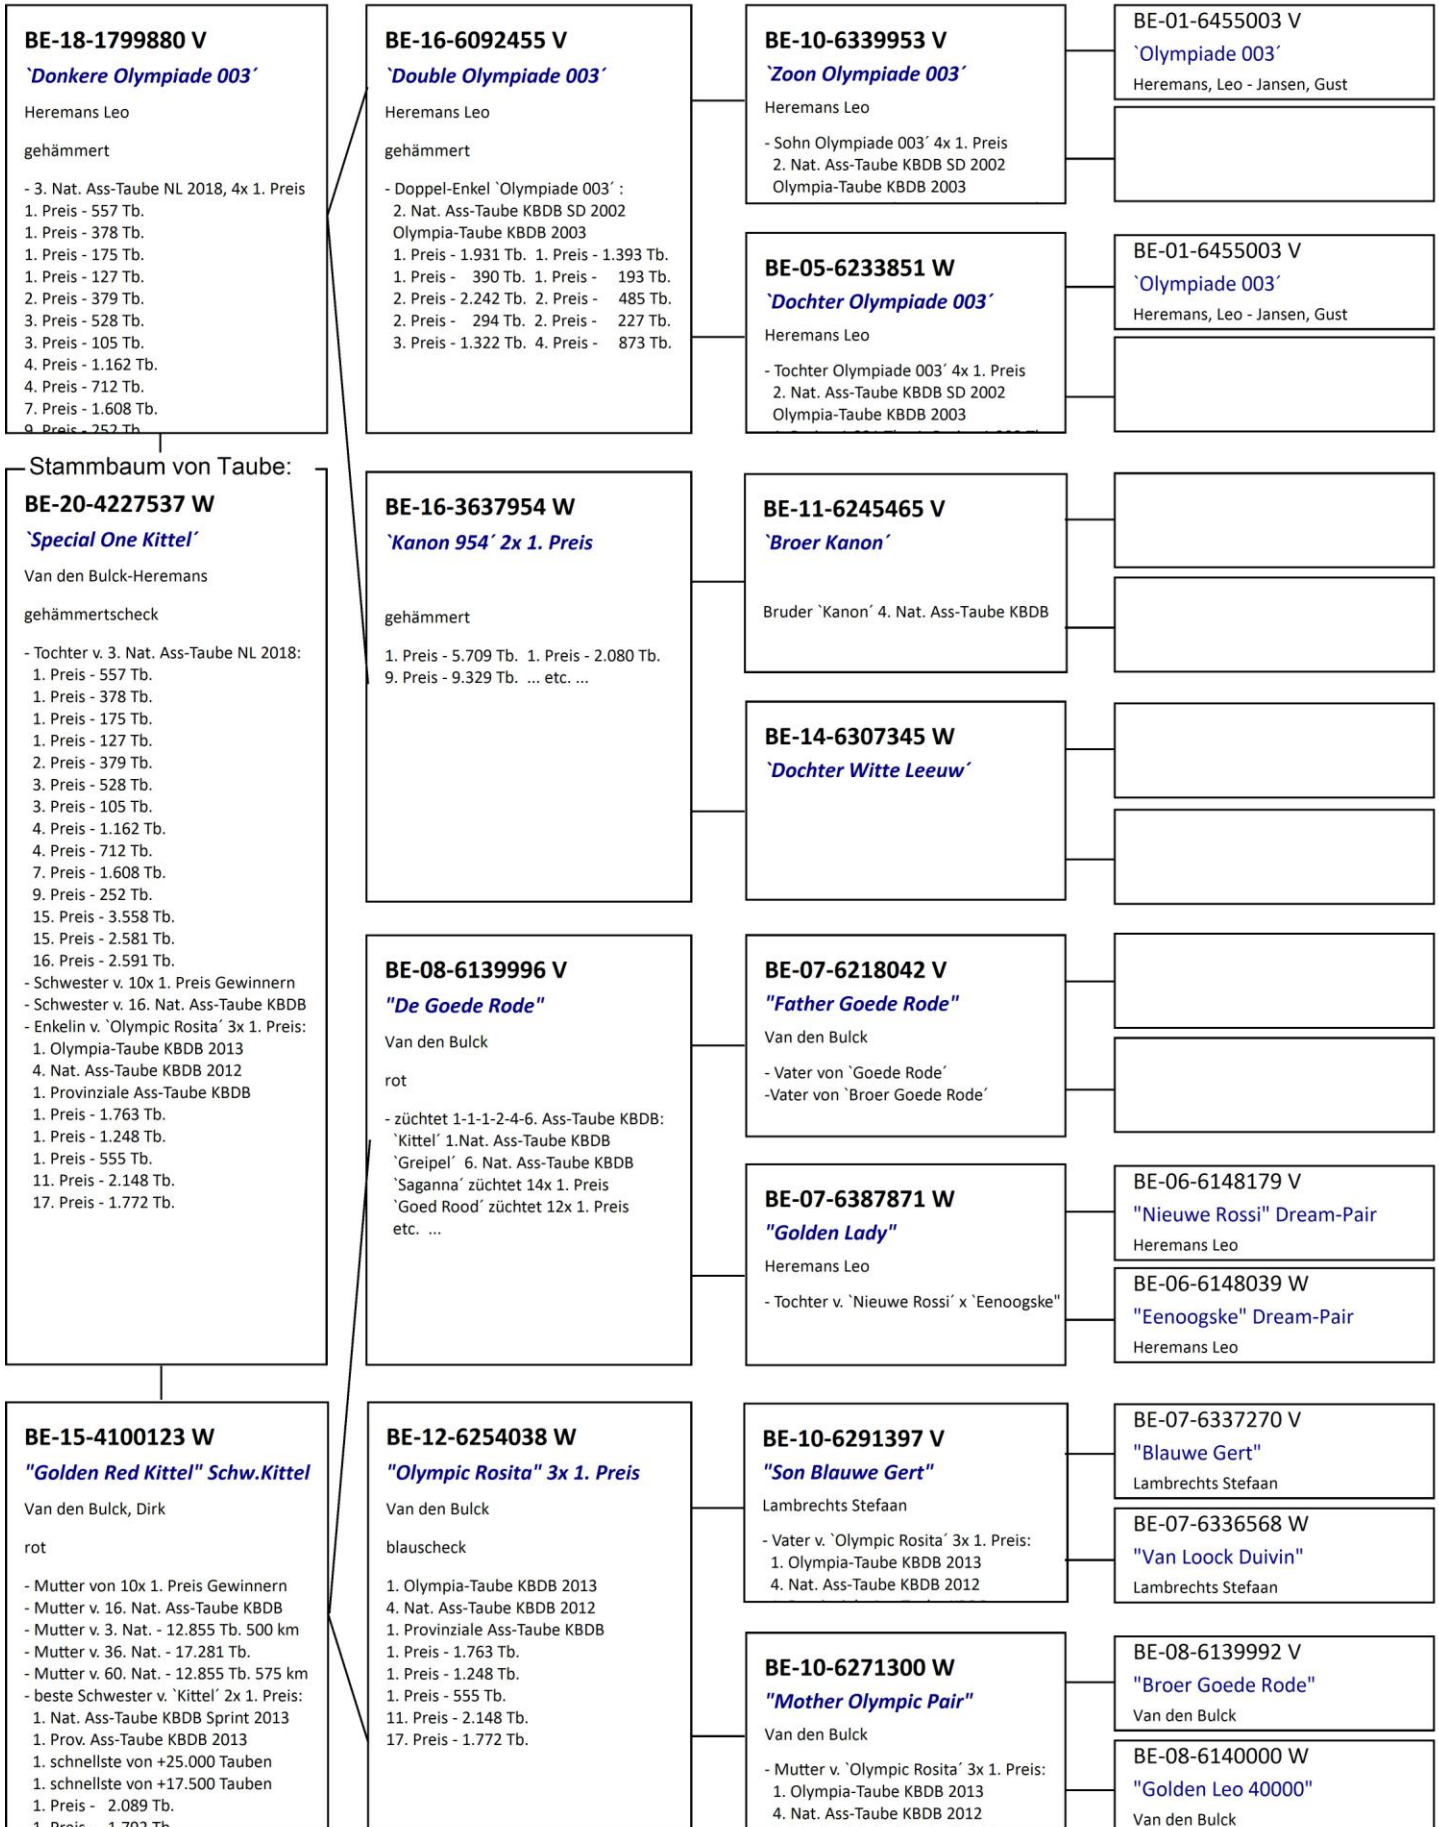 BE-18-1799880 V
`Donkere Olympiade 003´
Heremans Leo
gehämmert
- 3. Nat. Ass-Taube NL 2018, 4x 1. Preis
1. Preis - 557 Tb.
1. Preis - 378 Tb.
1. Preis - 175 Tb.
1. Preis - 127 Tb.
2. Preis - 379 Tb.
3. Preis - 528 Tb.
3. Preis - 105 Tb.
4. Preis - 1.162 Tb.
4. Preis - 712 Tb.
7. Preis - 1.608 Tb.
9. Preis - 252 Tb.
Stammbaum von Taube:
BE-20-4227537 W
`Special One Kittel´
Van den Bulck-Heremans
gehämmertscheck
- Tochter v. 3. Nat. Ass-Taube NL 2018:
1. Preis - 557 Tb.
1. Preis - 378 Tb.
1. Preis - 175 Tb.
1. Preis - 127 Tb.
2. Preis - 379 Tb.
3. Preis - 528 Tb.
3. Preis - 105 Tb.
4. Preis - 1.162 Tb.
4. Preis - 712 Tb.
7. Preis - 1.608 Tb.
9. Preis - 252 Tb.
15. Preis - 3.558 Tb.
15. Preis - 2.581 Tb.
16. Preis - 2.591 Tb.
- Schwester v. 10x 1. Preis Gewinnern
- Schwester v. 16. Nat. Ass-Taube KBDB
- Enkelin v. `Olympic Rosita´ 3x 1. Preis:
1. Olympia-Taube KBDB 2013
4. Nat. Ass-Taube KBDB 2012
1. Provinziale Ass-Taube KBDB
1. Preis - 1.763 Tb.
1. Preis - 1.248 Tb.
1. Preis - 555 Tb.
11. Preis - 2.148 Tb.
17. Preis - 1.772 Tb.
BE-15-4100123 W
"Golden Red Kittel" Schw.Kittel
Van den Bulck, Dirk
rot
- Mutter von 10x 1. Preis Gewinnern
- Mutter v. 16. Nat. Ass-Taube KBDB
- Mutter v. 3. Nat. - 12.855 Tb. 500 km
- Mutter v. 36. Nat. - 17.281 Tb.
- Mutter v. 60. Nat. - 12.855 Tb. 575 km
- beste Schwester v. `Kittel´ 2x 1. Preis:
1. Nat. Ass-Taube KBDB Sprint 2013
1. Prov. Ass-Taube KBDB 2013
1. schnellste von +25.000 Tauben
1. schnellste von +17.500 Tauben
1. Preis - 2.089 Tb.
1. Preis - 1.792 Tb.
BE-16-6092455 V
`Double Olympiade 003´
Heremans Leo
gehämmert
- Doppel-Enkel `Olympiade 003´ :
2. Nat. Ass-Taube KBDB SD 2002
Olympia-Taube KBDB 2003
1. Preis - 1.931 Tb. 1. Preis - 1.393 Tb.
1. Preis - 390 Tb. 1. Preis - 193 Tb.
2. Preis - 2.242 Tb. 2. Preis - 485 Tb.
2. Preis - 294 Tb. 2. Preis - 227 Tb.
3. Preis - 1.322 Tb. 4. Preis - 873 Tb.
BE-16-3637954 W
`Kanon 954´ 2x 1. Preis
gehämmert
1. Preis - 5.709 Tb. 1. Preis - 2.080 Tb.
9. Preis - 9.329 Tb. ... etc. ...
BE-08-6139996 V
"De Goede Rode"
Van den Bulck
rot
- züchtet 1-1-1-2-4-6. Ass-Taube KBDB:
`Kittel´ 1.Nat. Ass-Taube KBDB
`Greipel´ 6. Nat. Ass-Taube KBDB
`Saganna´ züchtet 14x 1. Preis
`Goed Rood´ züchtet 12x 1. Preis
etc. ...
BE-12-6254038 W
"Olympic Rosita" 3x 1. Preis
Van den Bulck
blauscheck
1. Olympia-Taube KBDB 2013
4. Nat. Ass-Taube KBDB 2012
1. Provinziale Ass-Taube KBDB
1. Preis - 1.763 Tb.
1. Preis - 1.248 Tb.
1. Preis - 555 Tb.
11. Preis - 2.148 Tb.
17. Preis - 1.772 Tb.
BE-10-6339953 V
`Zoon Olympiade 003´
Heremans Leo
- Sohn Olympiade 003´ 4x 1. Preis
2. Nat. Ass-Taube KBDB SD 2002
Olympia-Taube KBDB 2003
BE-05-6233851 W
`Dochter Olympiade 003´
Heremans Leo
- Tochter Olympiade 003´ 4x 1. Preis
2. Nat. Ass-Taube KBDB SD 2002
Olympia-Taube KBDB 2003
BE-11-6245465 V
`Broer Kanon´
Bruder `Kanon´ 4. Nat. Ass-Taube KBDB
BE-14-6307345 W
`Dochter Witte Leeuw´
BE-07-6218042 V
"Father Goede Rode"
Van den Bulck
- Vater von `Goede Rode´
-Vater von `Broer Goede Rode´
BE-07-6387871 W
"Golden Lady"
Heremans Leo
- Tochter v. `Nieuwe Rossi´ x `Eenoogske"
BE-10-6291397 V
"Son Blauwe Gert"
Lambrechts Stefaan
- Vater v. `Olympic Rosita´ 3x 1. Preis:
1. Olympia-Taube KBDB 2013
4. Nat. Ass-Taube KBDB 2012
BE-10-6271300 W
"Mother Olympic Pair"
Van den Bulck
- Mutter v. `Olympic Rosita´ 3x 1. Preis:
1. Olympia-Taube KBDB 2013
4. Nat. Ass-Taube KBDB 2012
BE-01-6455003 V
`Olympiade 003´
Heremans, Leo - Jansen, Gust
BE-01-6455003 V
`Olympiade 003´
Heremans, Leo - Jansen, Gust
BE-06-6148179 V
"Nieuwe Rossi" Dream-Pair
Heremans Leo
BE-06-6148039 W
"Eenoogske" Dream-Pair
Heremans Leo
BE-07-6337270 V
"Blauwe Gert"
Lambrechts Stefaan
BE-07-6336568 W
"Van Loock Duivin"
Lambrechts Stefaan
BE-08-6139992 V
"Broer Goede Rode"
Van den Bulck
BE-08-6140000 W
"Golden Leo 40000"
Van den Bulck